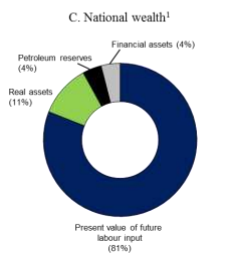 C. National wealth¹
Financial assets (4%)
Petroleum reserves
(4%)
Real assets
(11%)
Present value of future
labour input
(81%)